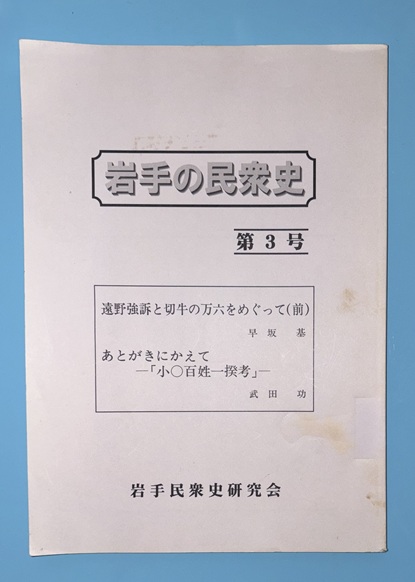 岩手の民衆史
第3号
遠野強訴と切牛の万六をめぐって(前)
早坂 基
あとがきにかえて
―「小〇百姓一揆考」―
武田 功
岩手民衆史研究会